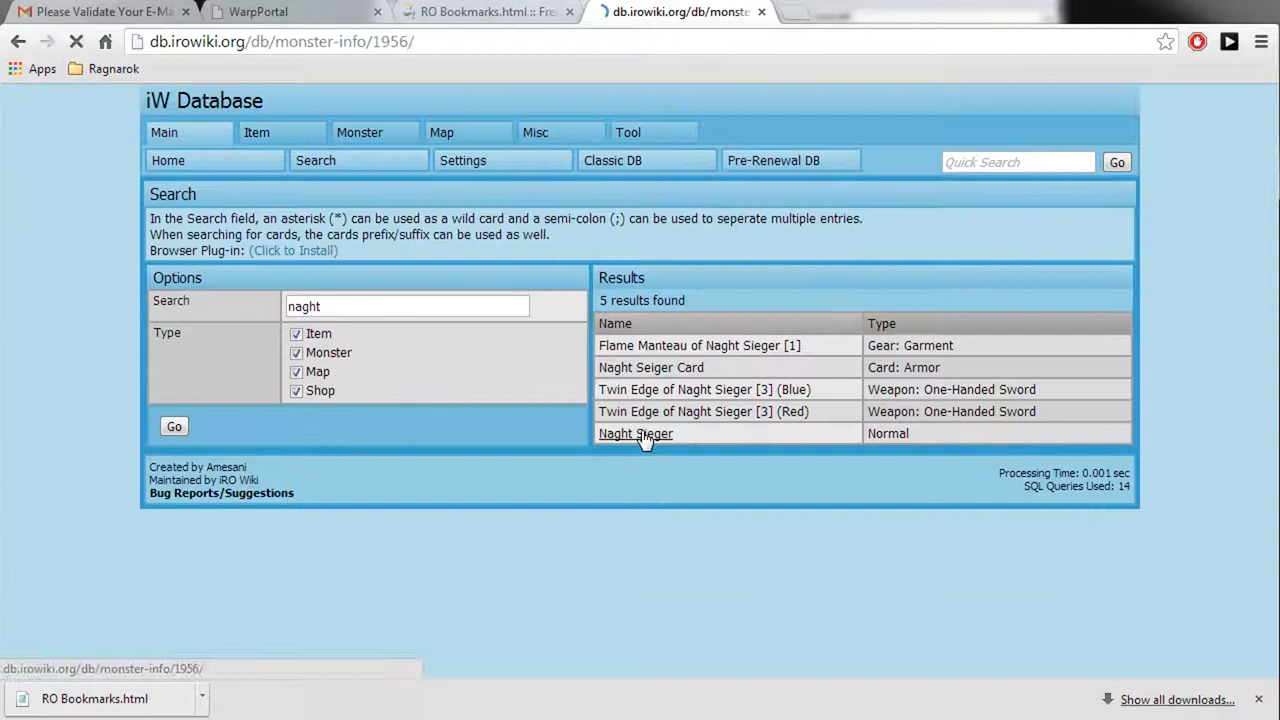 Please Validate Your E-Ma
WarpPortal
RO Bookmarks.html :: Fre
db.irowiki.org/db/monste
db.irowiki.org/db/monster-info/1956/
Apps
Ragnarok
iW Database
Main
Item
Monster
Map
Misc
Tool
Home
Search
Settings
Classic DB
Pre-Renewal DB
Quick Search
Go
Search
In the Search field, an asterisk (*) can be used as a wild card and a semi-colon (;) can be used to seperate multiple entries.
When searching for cards, the cards prefix/suffix can be used as well.
Browser Plug-in: (Click to Install)
Options
Search
naght
Type
Item
Monster
Map
Shop
Go
Results
5 results found
Name Type
Flame Manteau of Naght Sieger [1] Gear: Garment
Naght Seiger Card Card: Armor
Twin Edge of Naght Sieger [3] (Blue) Weapon: One-Handed Sword
Twin Edge of Naght Sieger [3] (Red) Weapon: One-Handed Sword
Naght Sieger Normal
Created by Amesani
Maintained by iRO Wiki
Bug Reports/Suggestions
Processing Time: 0.001 sec
SQL Queries Used: 14
db.irowiki.org/db/monster-info/1956/
RO Bookmarks.html
Show all downloads...